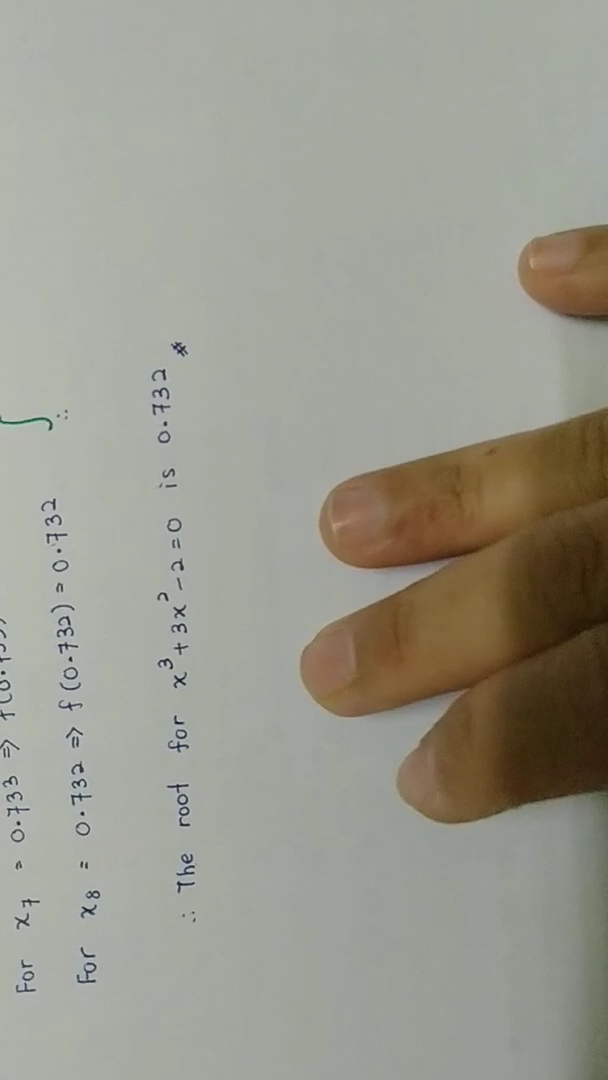 For x₇ = 0.733 ⇒
For x₈ = 0.732 ⇒ f (0.732) = 0.732
∴ The root for x³ + 3x² - 2 = 0 is 0.732 *